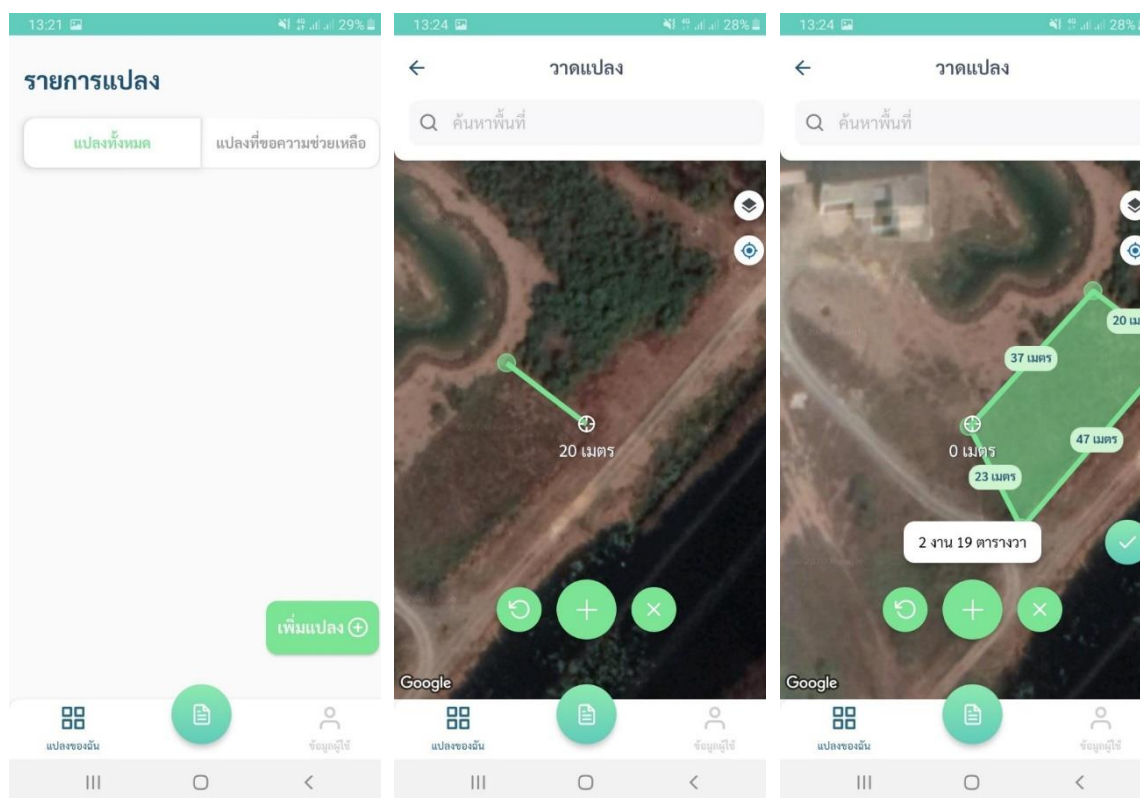 13:21
4G
29%
รายการแปลง
แปลงทั้งหมด
แปลงที่ขอความช่วยเหลือ
เพิ่มแปลง
แปลงของฉัน
ข้อมูลผู้ใช้
13:24
4G
28%
วาดแปลง
ค้นหาพื้นที่
20 เมตร
Google
แปลงของฉัน
ข้อมูลผู้ใช้
13:24
4G
28%
วาดแปลง
ค้นหาพื้นที่
20 เม
37 เมตร
47 เมตร
0 เมตร
23 เมตร
2 งาน 19 ตารางวา
Google
แปลงของฉัน
ข้อมูลผู้ใช้